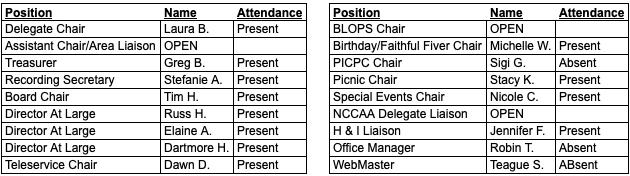 Position Name Attendance
Delegate Chair Laura B. Present
Assistant Chair/Area Liaison OPEN
Treasurer Greg B. Present
Recording Secretary Stefanie A. Present
Board Chair Tim H. Present
Director At Large Russ H. Present
Director At Large Elaine A. Present
Director At Large Dartmore H. Present
Teleservice Chair Dawn D. Present
Position Name Attendance
BLOPS Chair OPEN
Birthday/Faithful Fiver Chair Michelle W. Present
PICPC Chair Sigi G. Absent
Picnic Chair Stacy K. Present
Special Events Chair Nicole C. Present
NCCAA Delegate Liaison OPEN
H & I Liaison Jennifer F. Present
Office Manager Robin T. Absent
WebMaster Teague S. ABsent